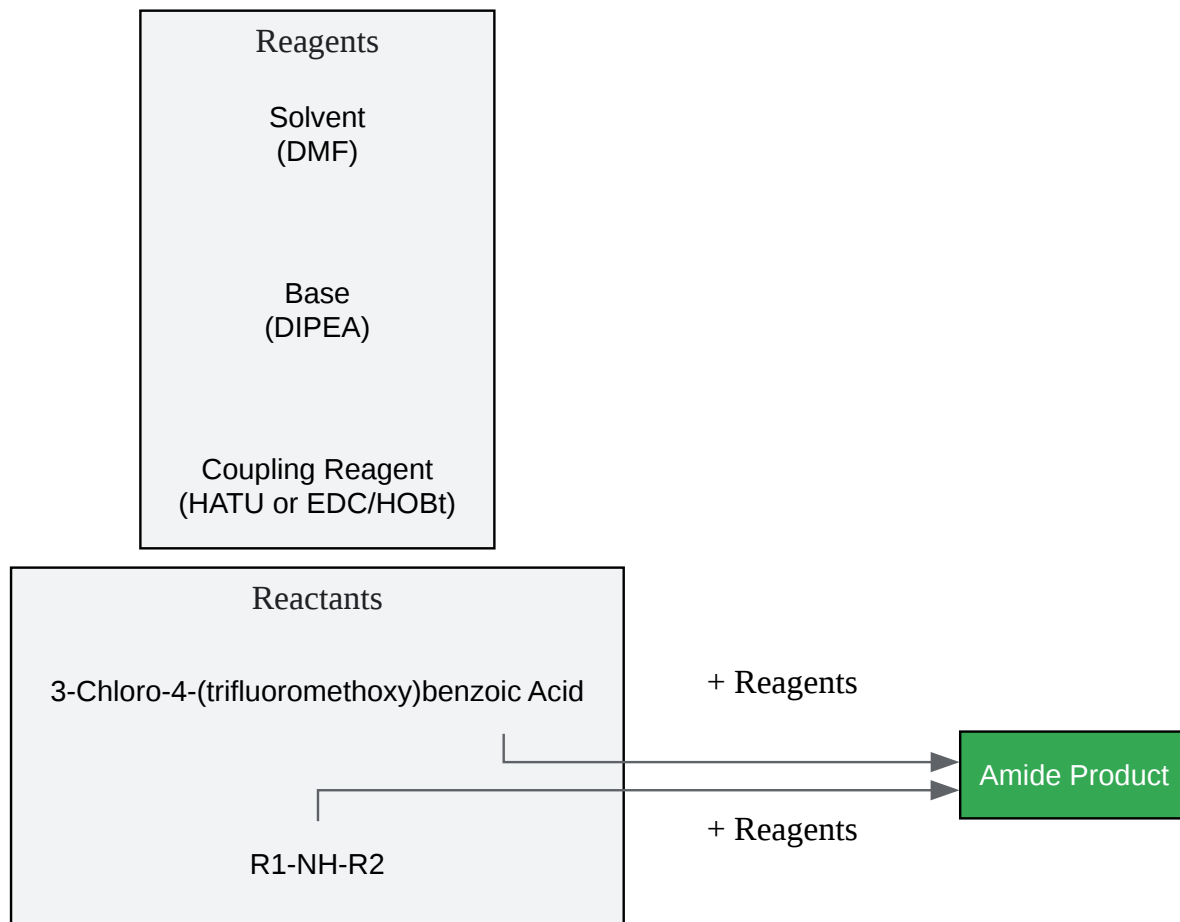 Reagents
Solvent
(DMF)
Base
(DIPEA)
Coupling Reagent
(HATU or EDC/HOBt)
Reactants
3-Chloro-4-(trifluoromethoxy)benzoic Acid
+ Reagents
Amide Product
+ Reagents
R1-NH-R2